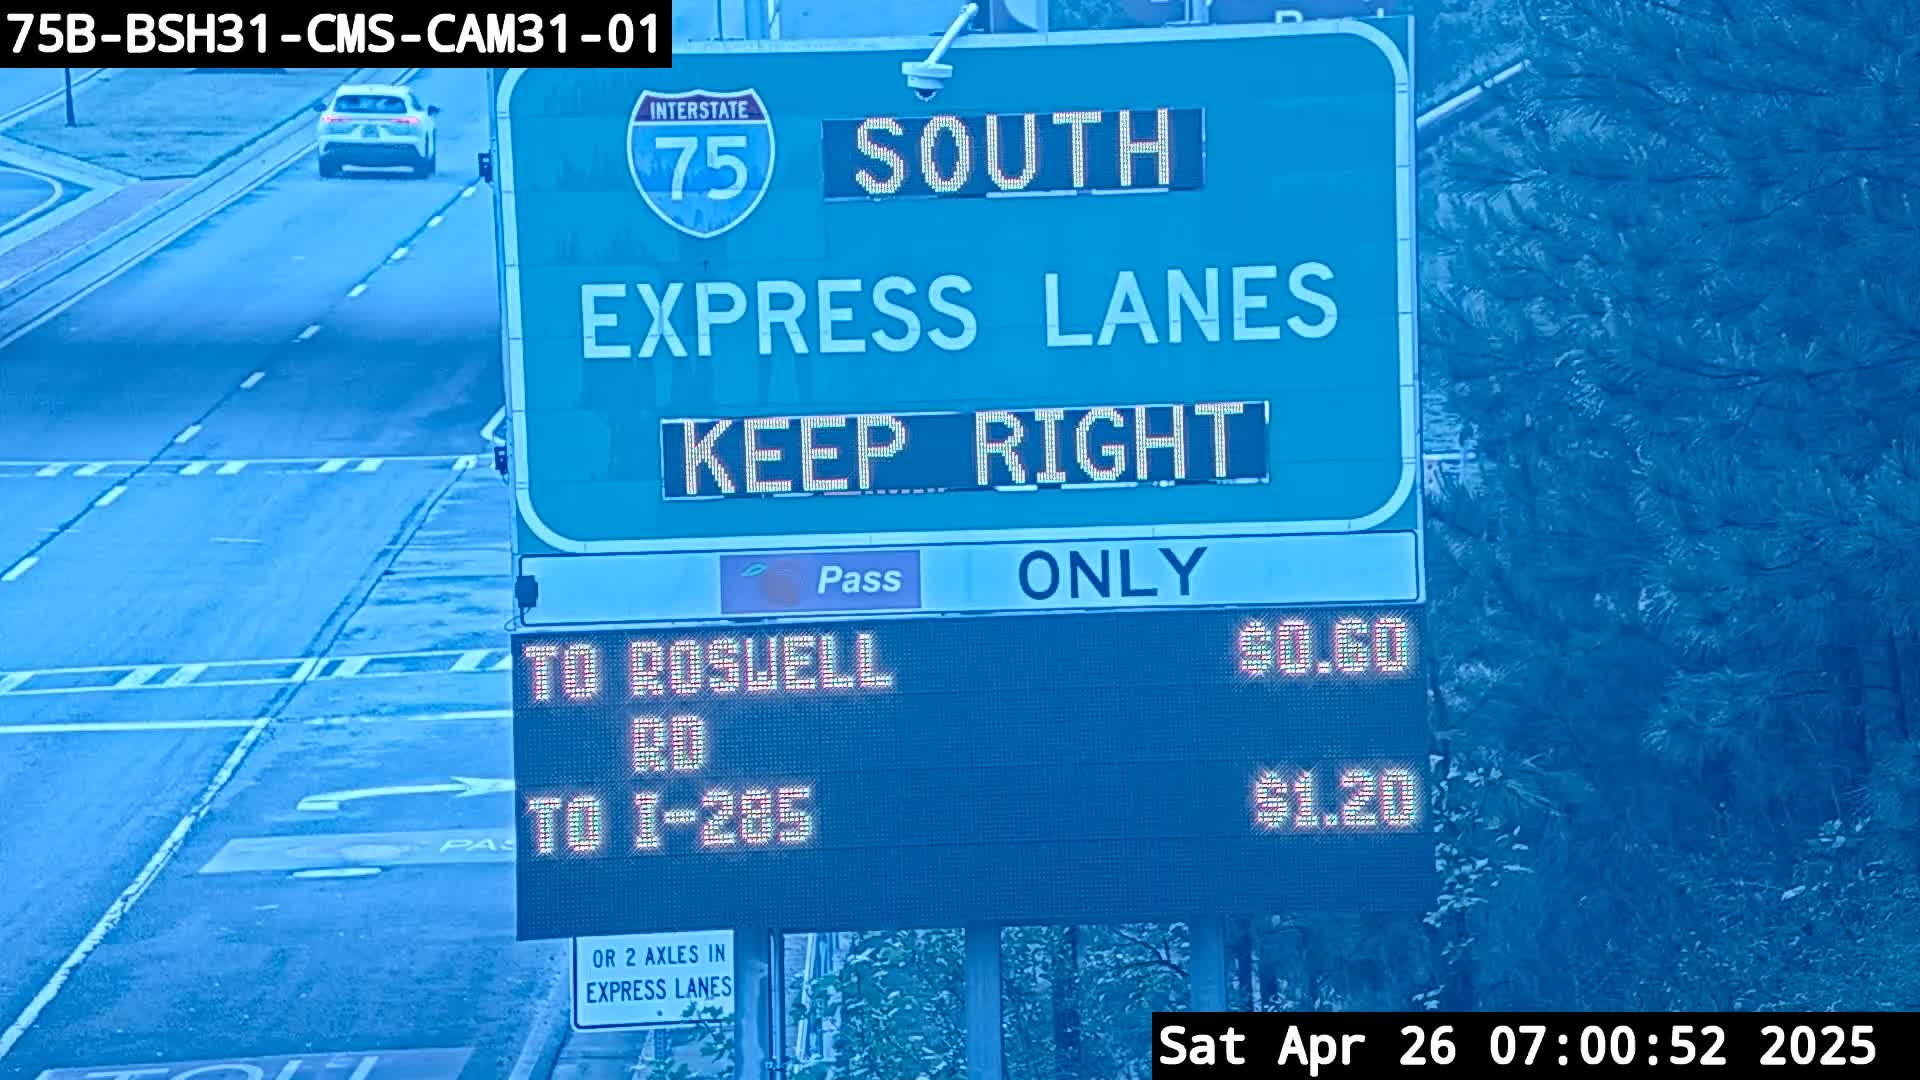 75B-BSH31-CMS-CAM31-01
INTERSTATE
75
SOUTH
EXPRESS LANES
KEEP RIGHT
Pass
ONLY
TO ROSWELL $0.60
RD
TO I-285 $1.20
OR 2 AXLES IN
EXPRESS LANES
Sat Apr 26 07:00:52 2025